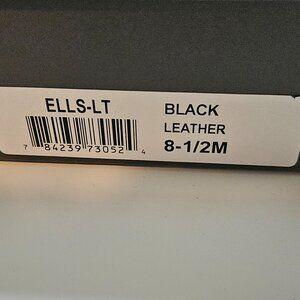 ELLS-LT
BLACK
LEATHER
8-1/2M
7 84239 73052 4